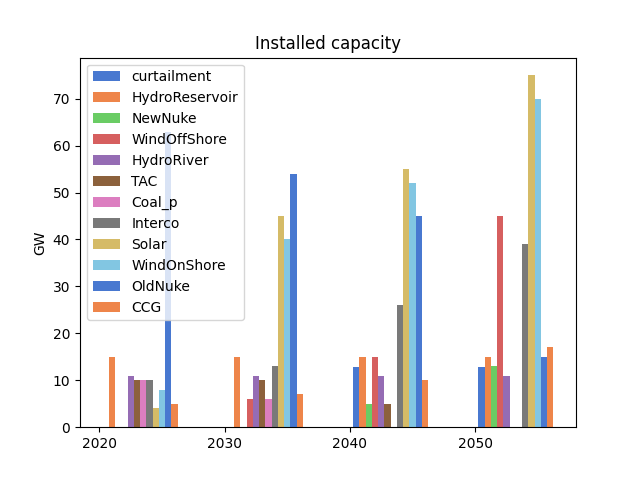 Installed capacity
GW
70
60
50
40
30
20
10
0
curtailment
HydroReservoir
NewNuke
WindOffShore
HydroRiver
TAC
Coal_p
Interco
Solar
WindOnShore
OldNuke
CCG
2020 2030 2040 2050